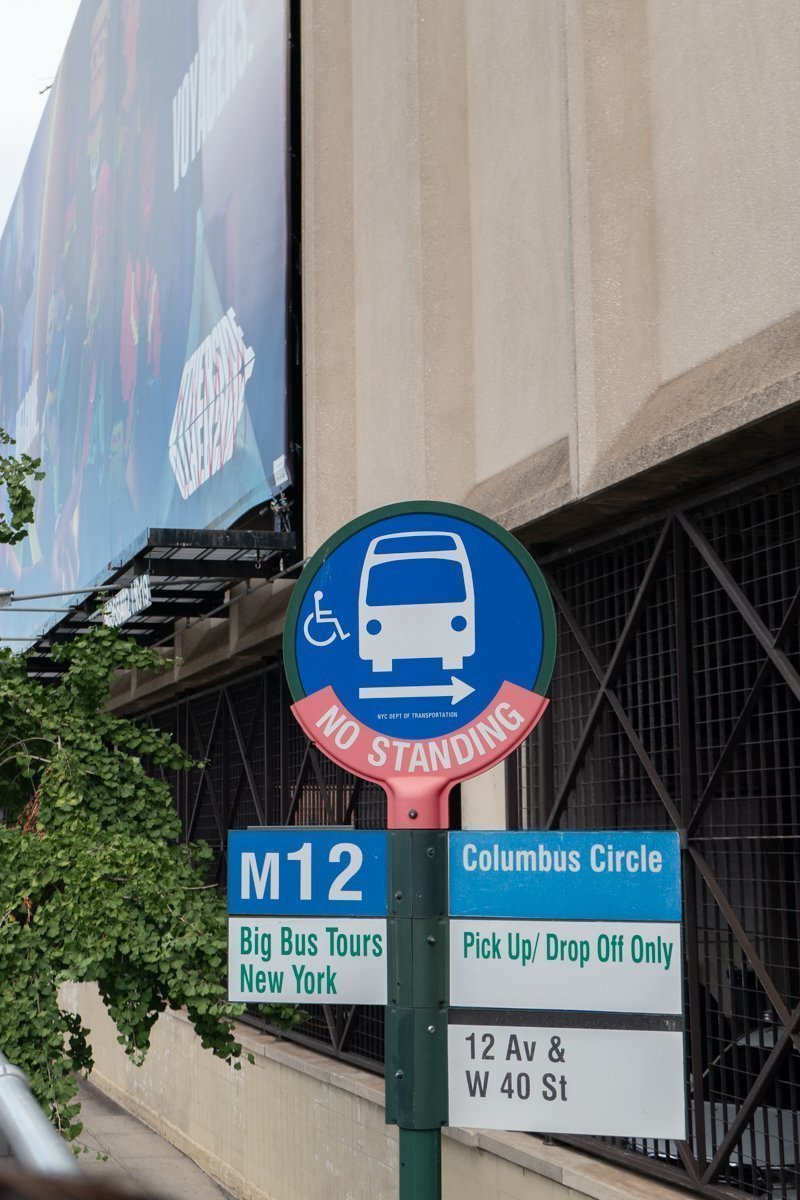 VOYAGERS.
NYC DEPT OF TRANSPORTATION
NO STANDING
M12
Columbus Circle
Big Bus Tours
New York
Pick Up/ Drop Off Only
12 Av &
W 40 St